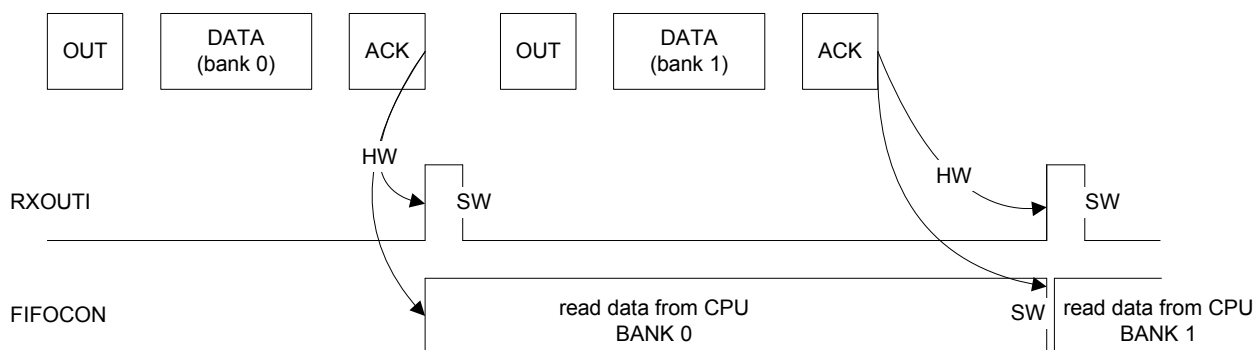 OUT
DATA
(bank 0)
ACK
OUT
DATA
(bank 1)
ACK
HW
HW
RXOUTI
SW
SW
FIFOCON
read data from CPU
BANK 0
SW
read data from CPU
BANK 1